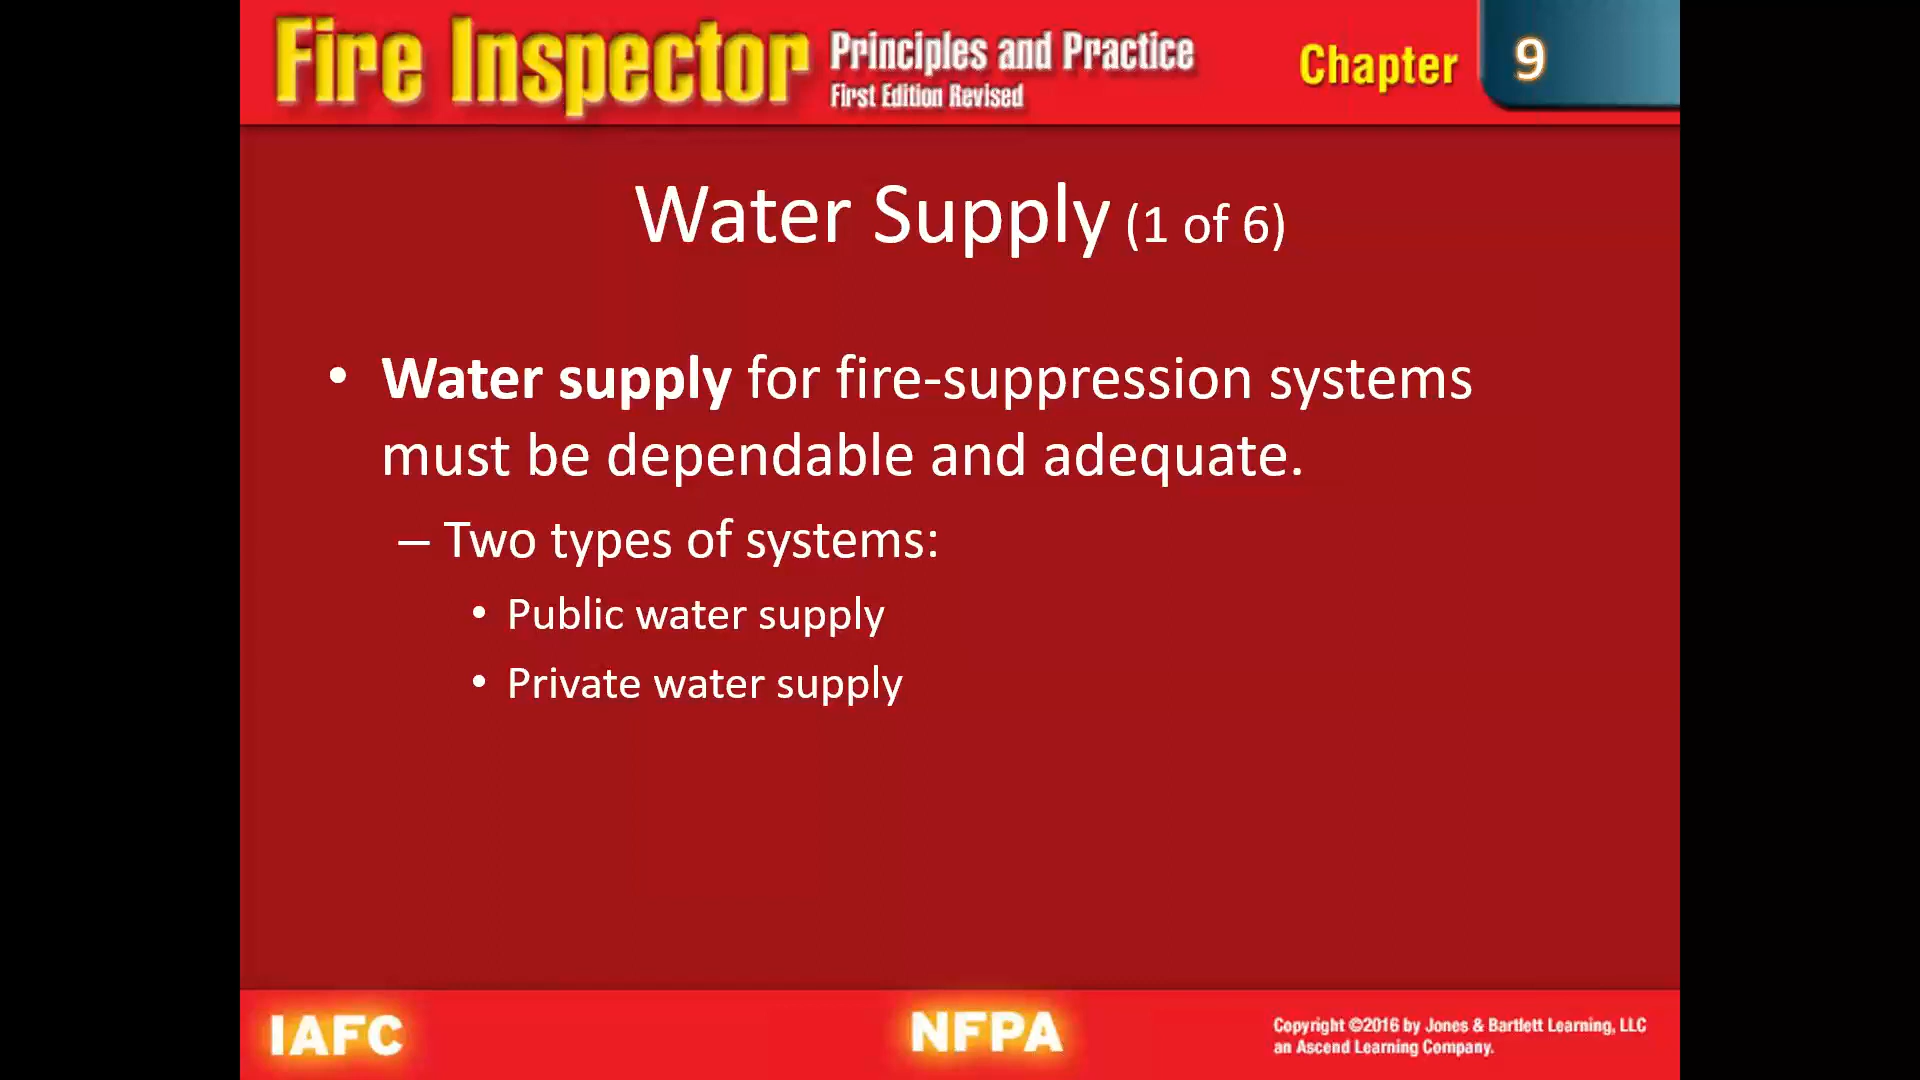 Fire Inspector Principles and Practice
First Edition Revised
Chapter 9
Water Supply (1 of 6)
• Water supply for fire-suppression systems
must be dependable and adequate.
– Two types of systems:
• Public water supply
• Private water supply
IAFC
NFPA
Copyright ©2016 by Jones & Bartlett Learning, LLC
an Ascend Learning Company.